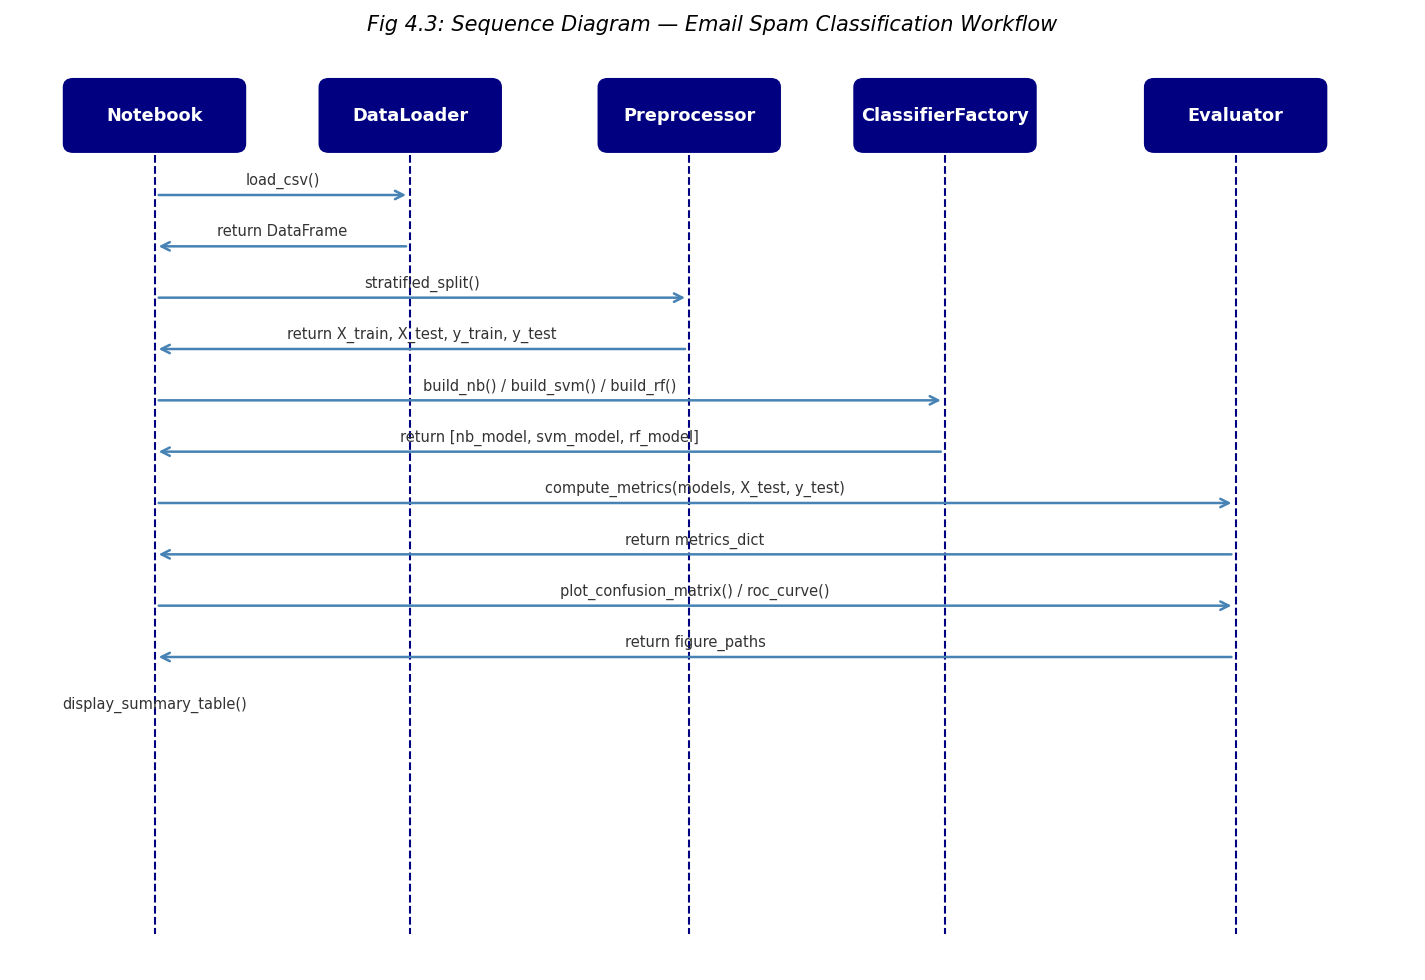 Fig 4.3: Sequence Diagram — Email Spam Classification Workflow
Notebook
DataLoader
Preprocessor
ClassifierFactory
Evaluator
load_csv()
return DataFrame
stratified_split()
return X_train, X_test, y_train, y_test
build_nb() / build_svm() / build_rf()
return [nb_model, svm_model, rf_model]
compute_metrics(models, X_test, y_test)
return metrics_dict
plot_confusion_matrix() / roc_curve()
return figure_paths
display_summary_table()